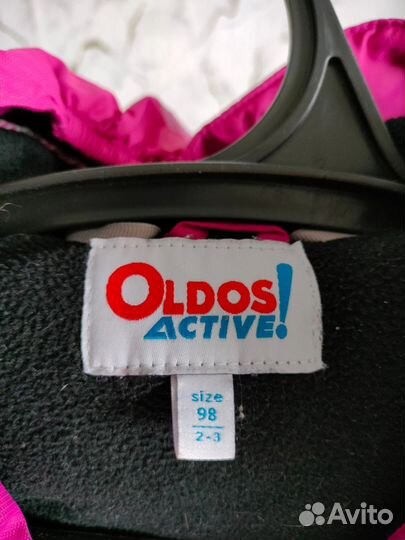 OLDOS
ACTIVE!
size
98
2-3
Avito